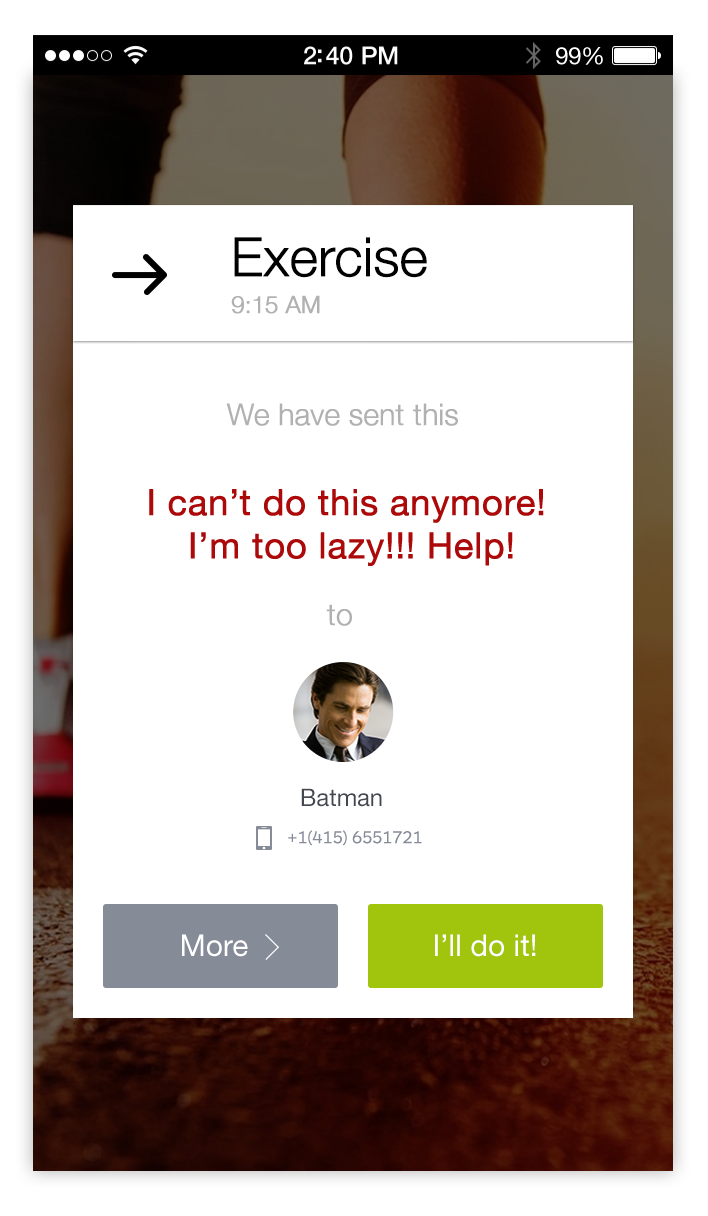 2:40 PM 99%
Exercise
9:15 AM
We have sent this
I can’t do this anymore!
I’m too lazy!!! Help!
to
Batman
+1(415) 6551721
More I’ll do it!